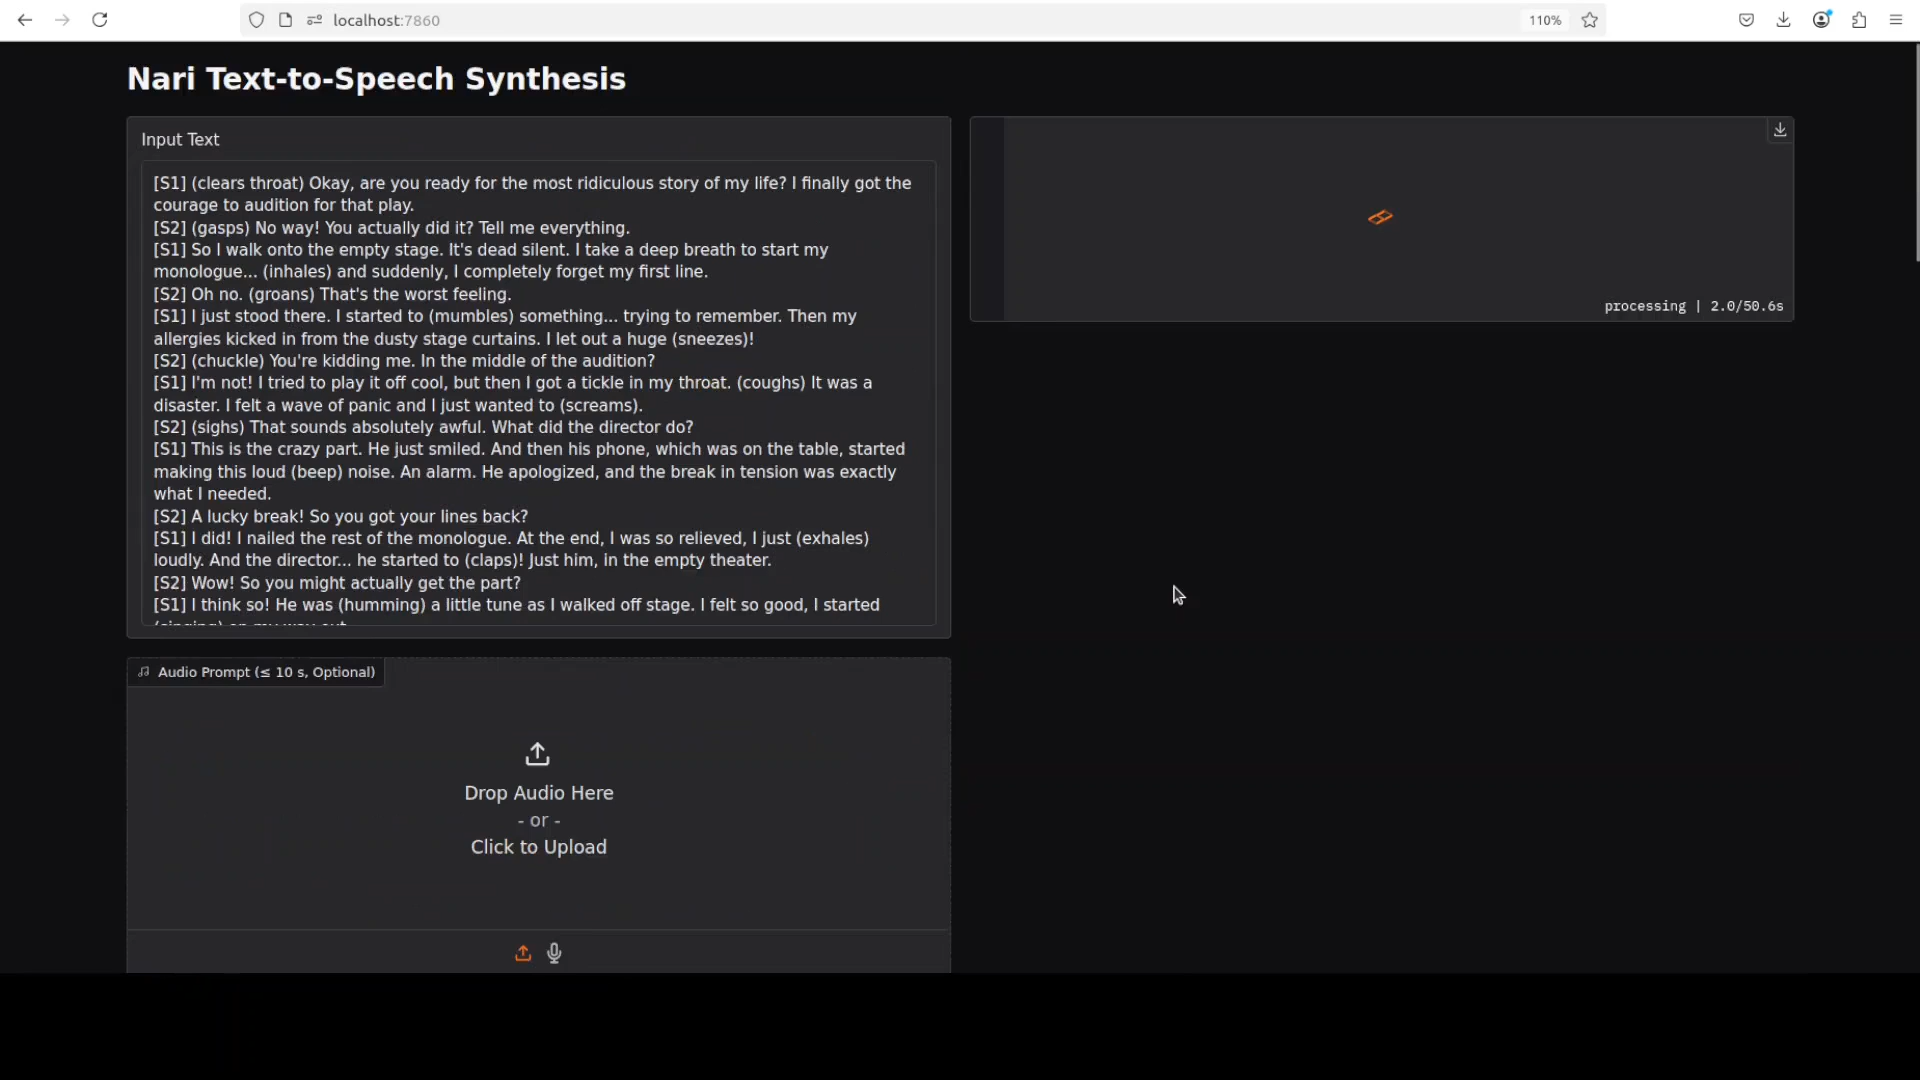 localhost:7860
110%
Nari Text-to-Speech Synthesis
Input Text
[S1] (clears throat) Okay, are you ready for the most ridiculous story of my life? I finally got the
courage to audition for that play.
[S2] (gasps) No way! You actually did it? Tell me everything.
[S1] So I walk onto the empty stage. It's dead silent. I take a deep breath to start my
monologue... (inhales) and suddenly, I completely forget my first line.
[S2] Oh no. (groans) That's the worst feeling.
[S1] I just stood there. I started to (mumbles) something... trying to remember. Then my
allergies kicked in from the dusty stage curtains. I let out a huge (sneezes)!
[S2] (chuckle) You're kidding me. In the middle of the audition?
[S1] I'm not! I tried to play it off cool, but then I got a tickle in my throat. (coughs) It was a
disaster. I felt a wave of panic and I just wanted to (screams).
[S2] (sighs) That sounds absolutely awful. What did the director do?
[S1] This is the crazy part. He just smiled. And then his phone, which was on the table, started
making this loud (beep) noise. An alarm. He apologized, and the break in tension was exactly
what I needed.
[S2] A lucky break! So you got your lines back?
[S1] I did! I nailed the rest of the monologue. At the end, I was so relieved, I just (exhales)
loudly. And the director... he started to (claps)! Just him, in the empty theater.
[S2] Wow! So you might actually get the part?
[S1] I think so! He was (humming) a little tune as I walked off stage. I felt so good, I started
(singing) on my way out.
processing | 2.0/50.6s
Audio Prompt (≤ 10 s, Optional)
Drop Audio Here
- or -
Click to Upload